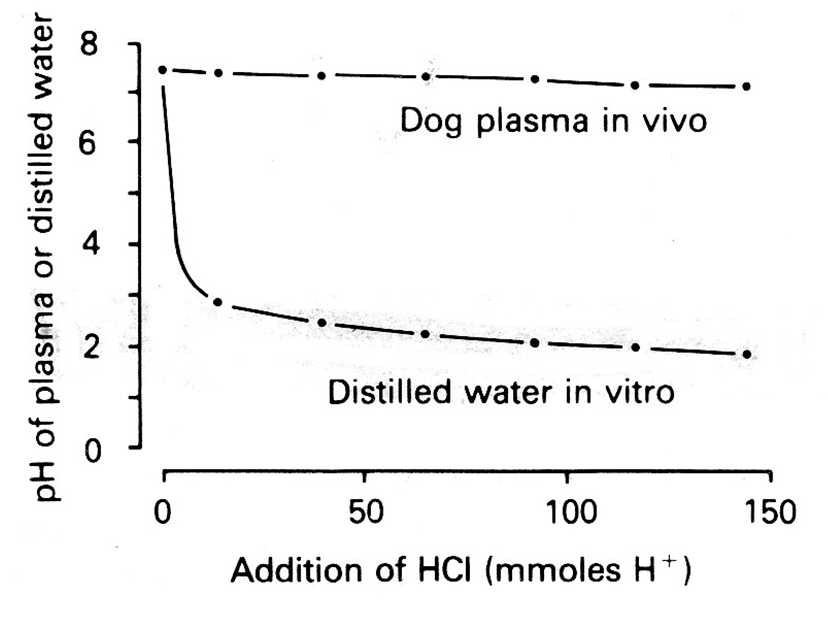 pH of plasma or distilled water
8
6
4
2
0
Dog plasma in vivo
Distilled water in vitro
0 50 100 150
Addition of HCl (mmoles H⁺)